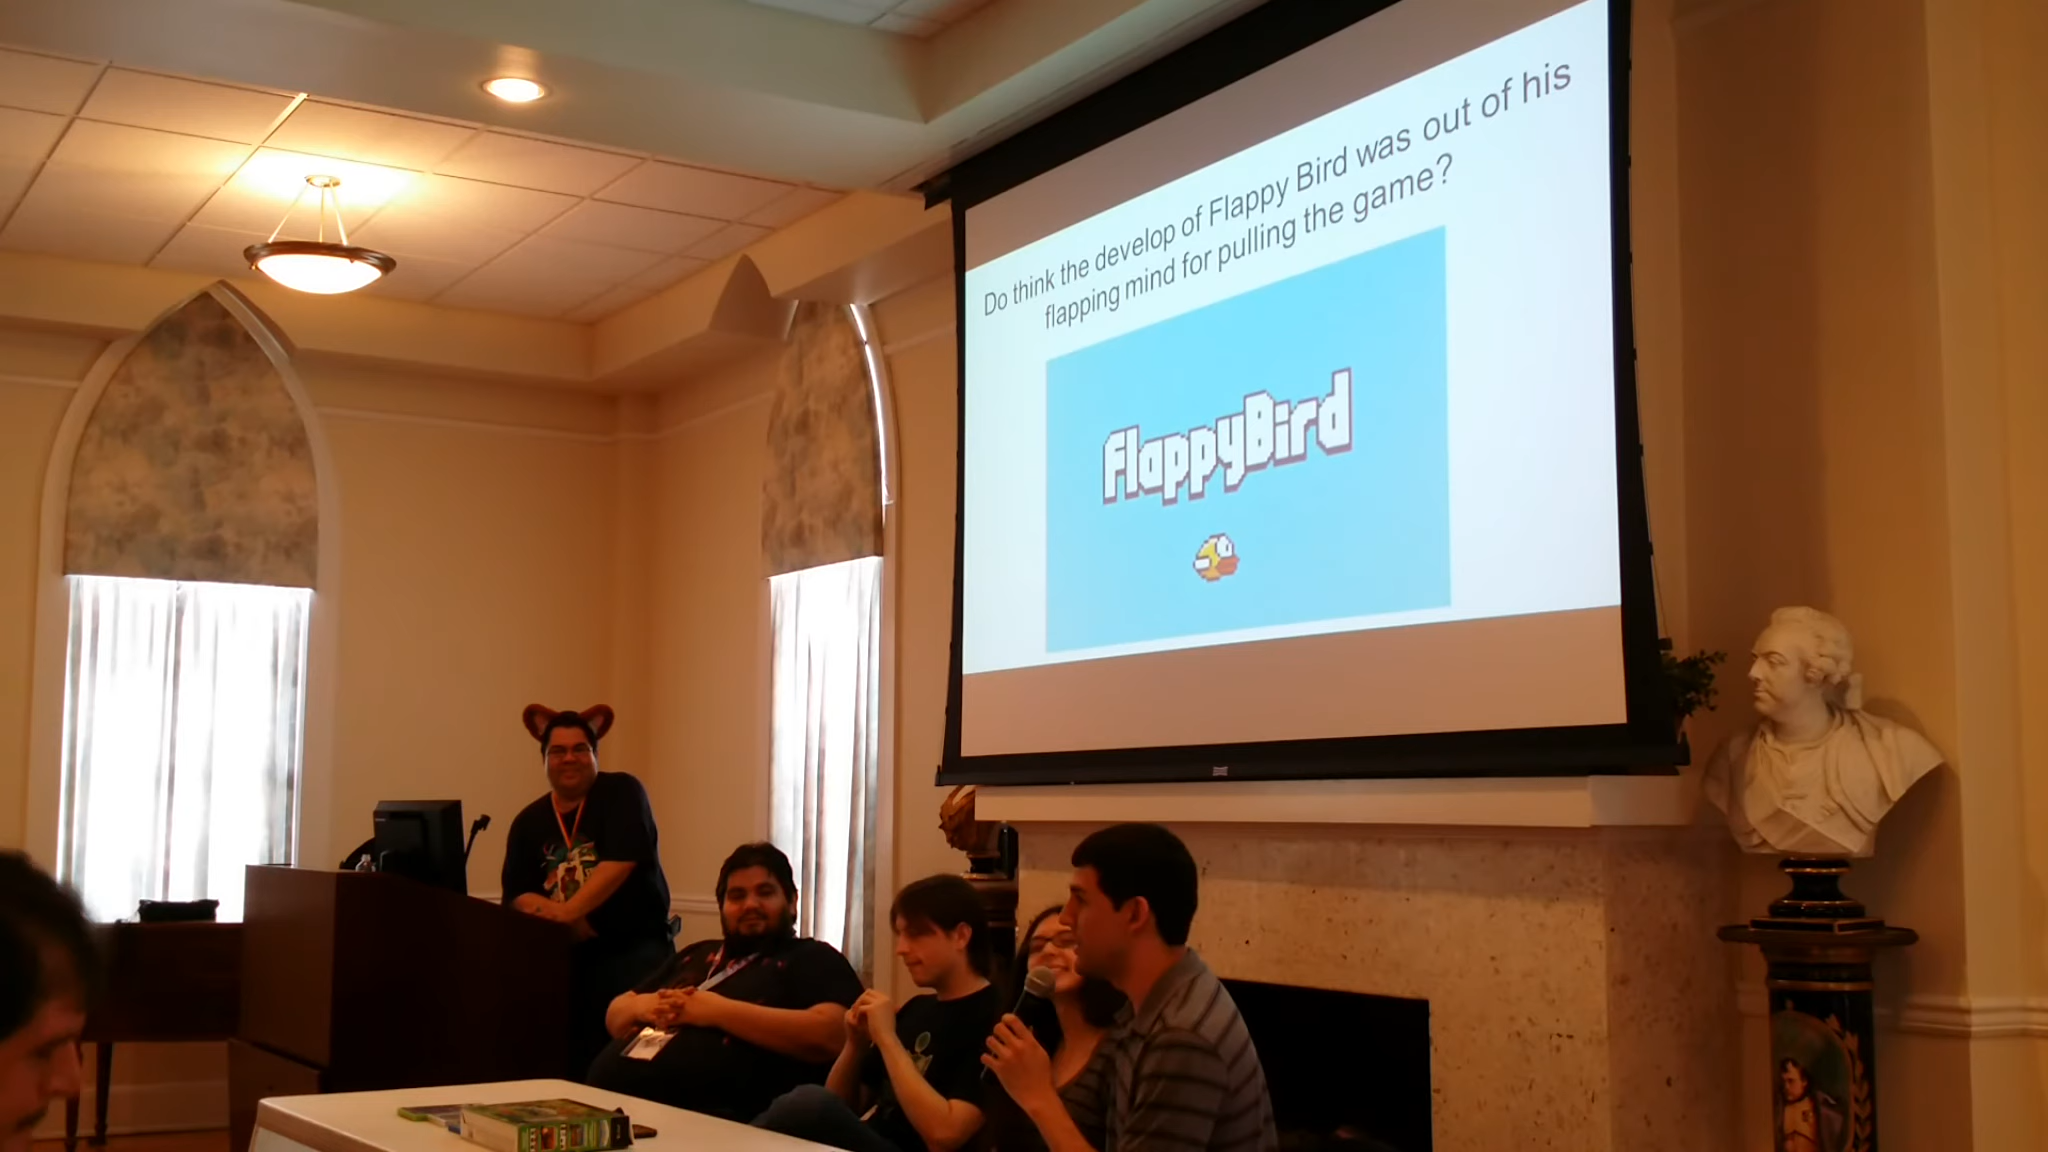 Do think the develop of Flappy Bird was out of his
flapping mind for pulling the game?
FlappyBird